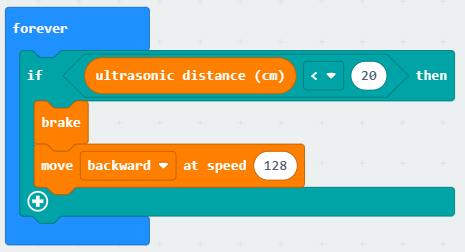 forever
if ultrasonic distance (cm) < 20 then
brake
move backward at speed 128